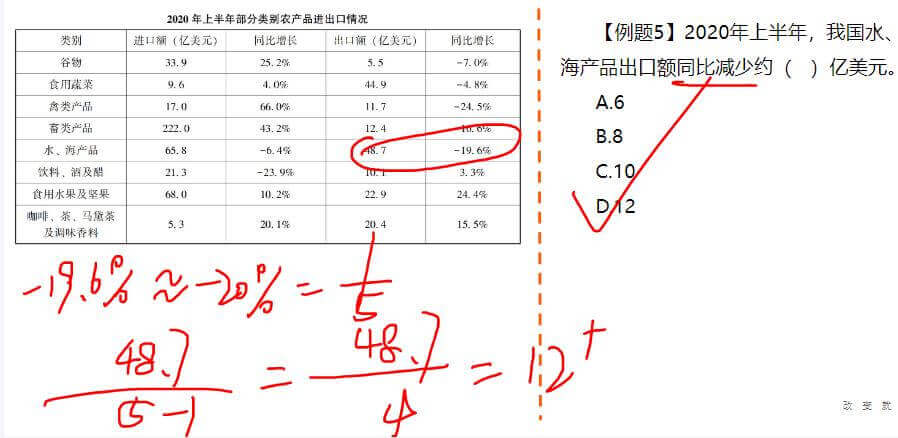 2020 年上半年部分类别农产品进出口情况
类别 进口额（亿美元） 同比增长 出口额（亿美元） 同比增长
谷物 33.9 25.2% 5.5 -7.0%
食用蔬菜 9.6 4.0% 44.9 -4.8%
禽类产品 17.0 66.0% 11.7 -24.5%
畜类产品 222.0 43.2% 12.4 -10.6%
水、海产品 65.8 -6.4% 48.7 -19.6%
饮料、酒及醋 21.3 -23.9% 10.1 3.3%
食用水果及坚果 68.0 10.2% 22.9 24.4%
咖啡、茶、马黛茶
及调味香料 5.3 20.1% 20.4 15.5%
-19.6% ≈ -20% = 1/5
48.7/(5-1) = 48.7/4 = 12+
【例题5】2020年上半年，我国水、
海产品出口额同比减少约（ ）亿美元。
A.6
B.8
C.10
D.12
改 变 就